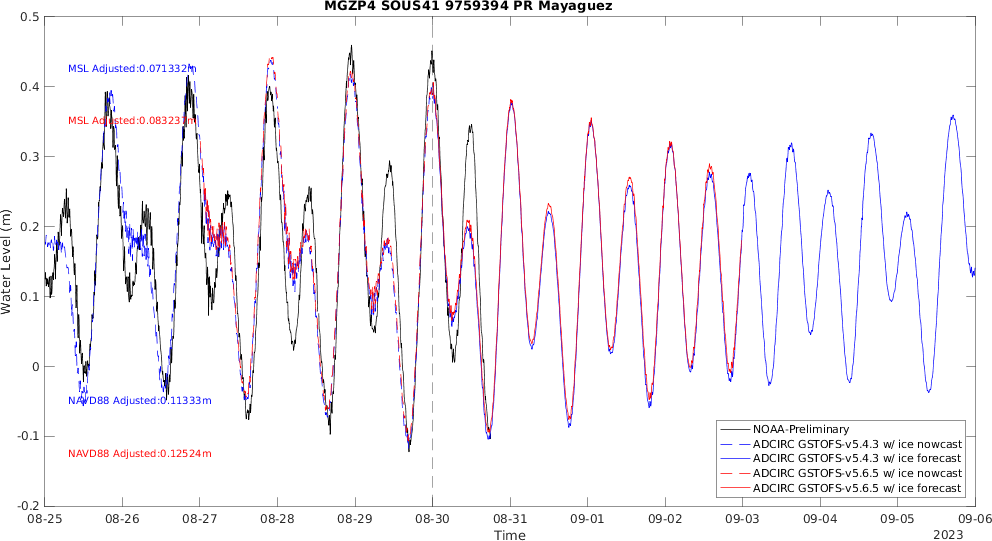 MGZP4 SOUS41 9759394 PR Mayaguez
Water Level (m)
0.5
0.4
0.3
0.2
0.1
0
-0.1
-0.2
MSL Adjusted:0.071332m
MSL Adjusted:0.083237m
NAVD88 Adjusted:0.11333m
NAVD88 Adjusted:0.12524m
NOAA-Preliminary
ADCIRC GSTOFS-v5.4.3 w/ ice nowcast
ADCIRC GSTOFS-v5.4.3 w/ ice forecast
ADCIRC GSTOFS-v5.6.5 w/ ice nowcast
ADCIRC GSTOFS-v5.6.5 w/ ice forecast
08-25 08-26 08-27 08-28 08-29 08-30 08-31 09-01 09-02 09-03 09-04 09-05 09-06
Time
2023